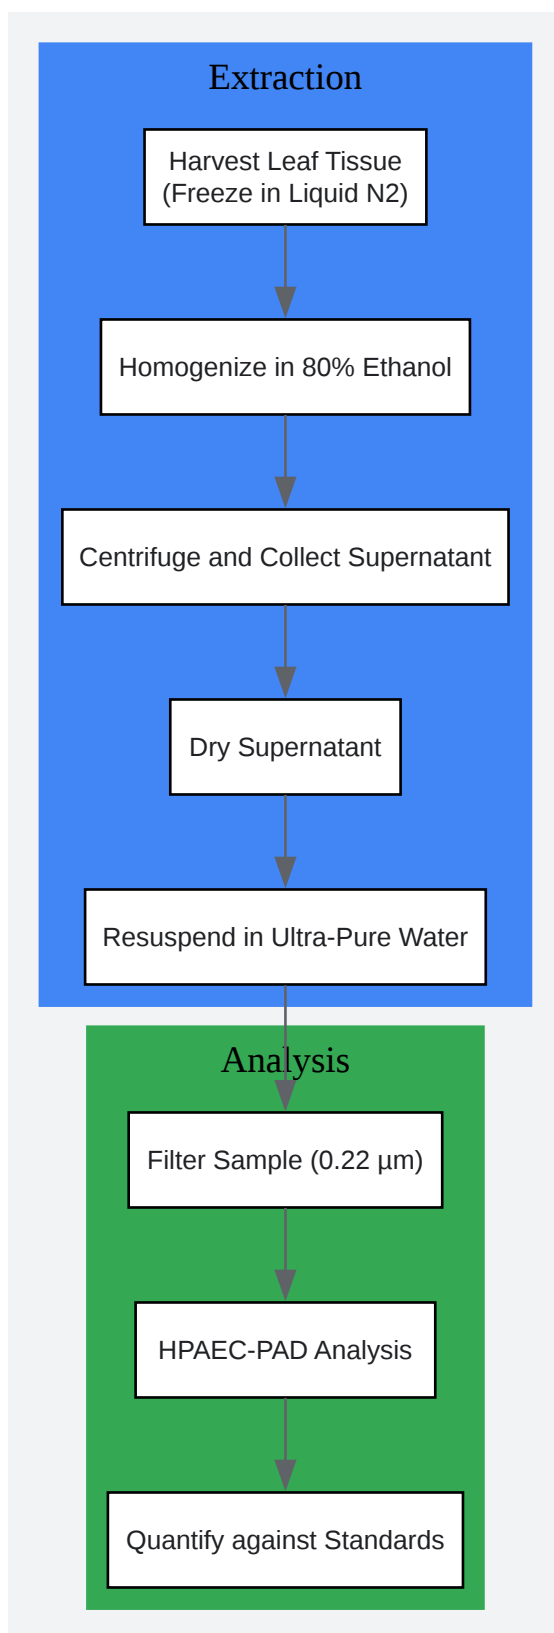 Extraction
Harvest Leaf Tissue
(Freeze in Liquid N2)
Homogenize in 80% Ethanol
Centrifuge and Collect Supernatant
Dry Supernatant
Resuspend in Ultra-Pure Water
Analysis
Filter Sample (0.22 µm)
HPAEC-PAD Analysis
Quantify against Standards